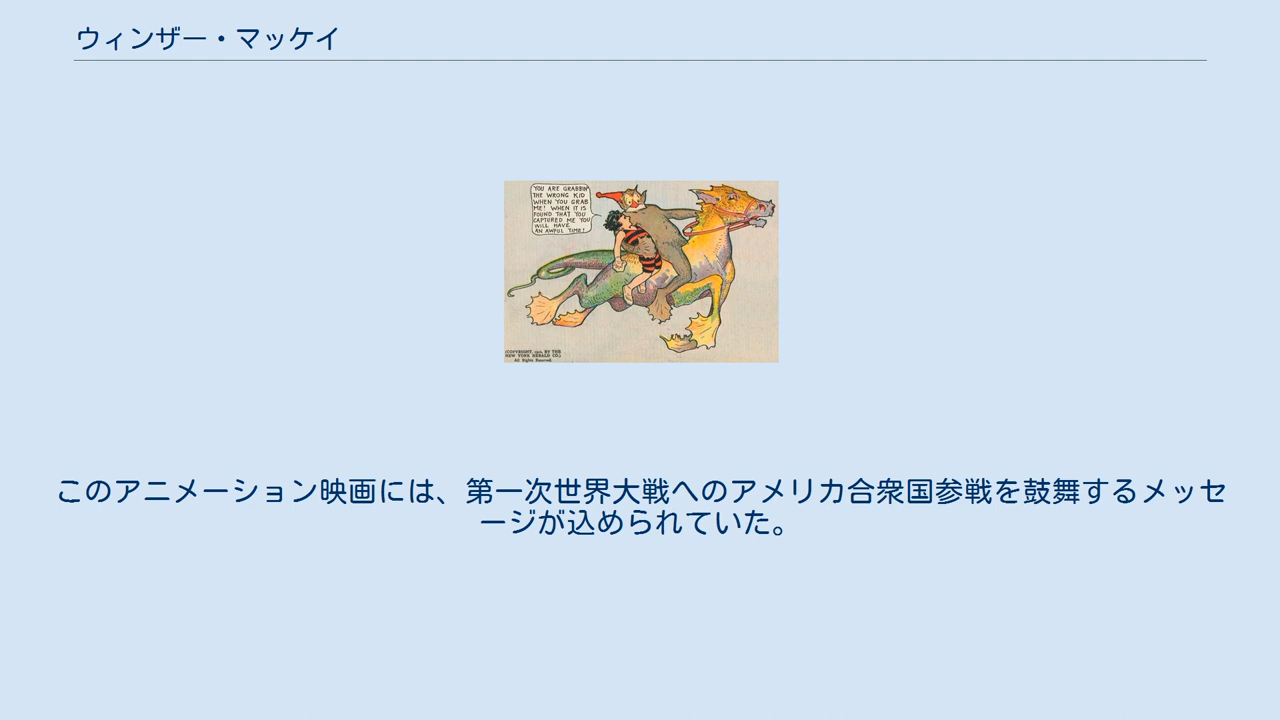 ウィンザー・マッケイ
YOU ARE GRABBIN'
THE WRONG KID
WHEN YOU GRAB
ME! WHEN IT IS
FOUND THAT YOU
CAPTURED ME YOU
WILL HAVE
AN AWFUL TIME!
(COPYRIGHT, BY THE
NEW YORK HERALD CO.)
All Rights Reserved.
このアニメーション映画には、第一次世界大戦へのアメリカ合衆国参戦を鼓舞するメッセ
ージが込められていた。